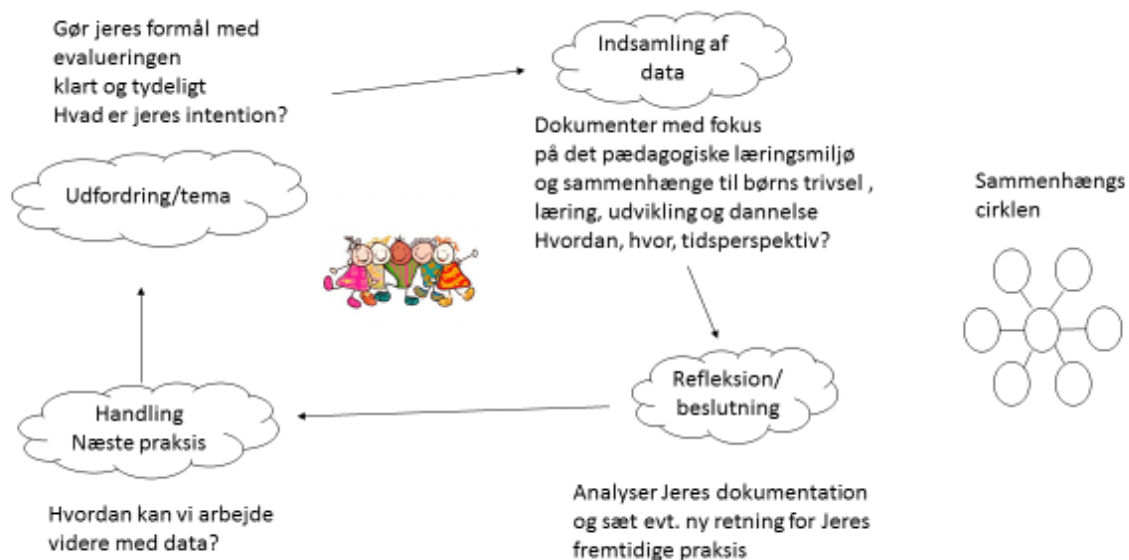 Gør jeres formål med
evalueringen
klart og tydeligt
Hvad er jeres intention?
Udfordring/tema
Indsamling af
data
Dokumenter med fokus
på det pædagogiske læringsmiljø
og sammenhænge til børns trivsel ,
læring, udvikling og dannelse
Hvordan, hvor, tidsperspektiv?
Sammenhængs
cirklen
Refleksion/
beslutning
Analyser Jeres dokumentation
og sæt evt. ny retning for Jeres
fremtidige praksis
Handling
Næste praksis
Hvordan kan vi arbejde
videre med data?